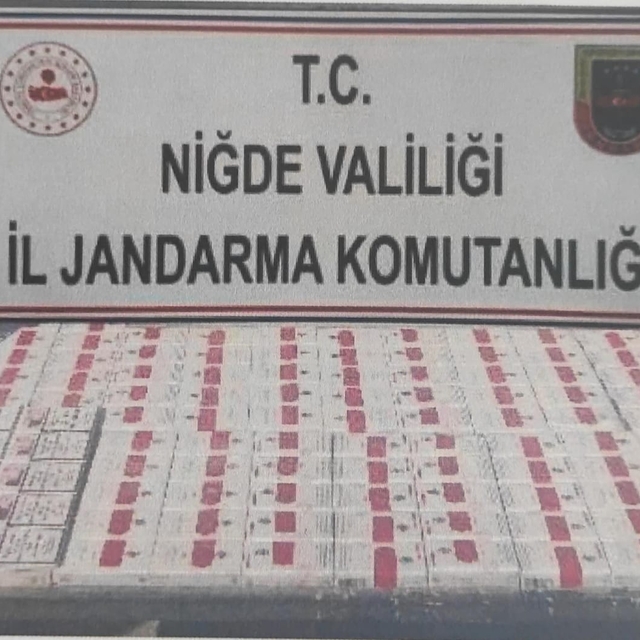 T.C.
NİĞDE VALİLİĞİ
İL JANDARMA KOMUTANLIĞ